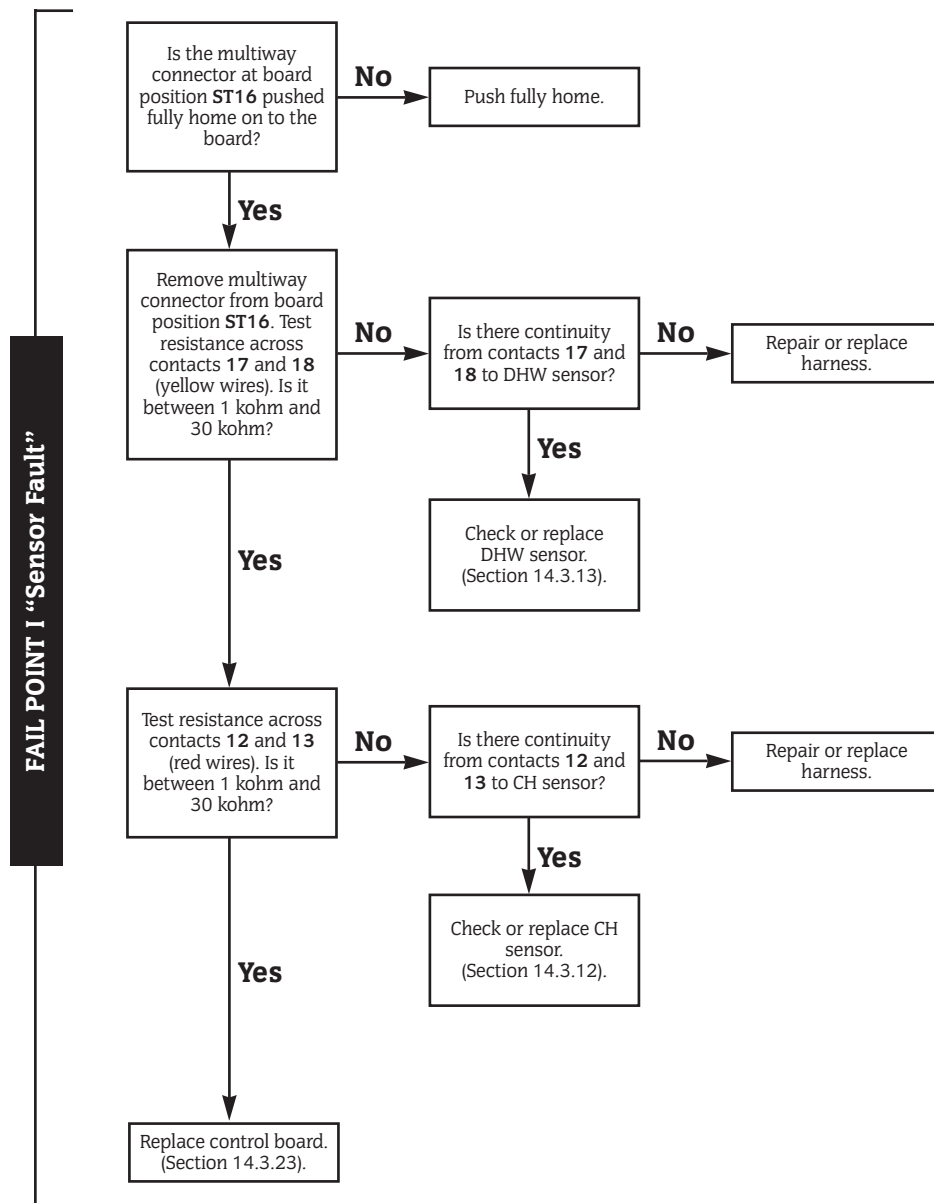 FAIL POINT I “Sensor Fault”
Is the multiway
connector at board
position ST16 pushed
fully home on to the
board?
No
Push fully home.
Yes
Remove multiway
connector from board
position ST16. Test
resistance across
contacts 17 and 18
(yellow wires). Is it
between 1 kohm and
30 kohm?
No
Is there continuity
from contacts 17 and
18 to DHW sensor?
No
Repair or replace
harness.
Yes
Check or replace
DHW sensor.
(Section 14.3.13).
Yes
Test resistance across
contacts 12 and 13
(red wires). Is it
between 1 kohm and
30 kohm?
No
Is there continuity
from contacts 12 and
13 to CH sensor?
No
Repair or replace
harness.
Yes
Check or replace CH
sensor.
(Section 14.3.12).
Yes
Replace control board.
(Section 14.3.23).